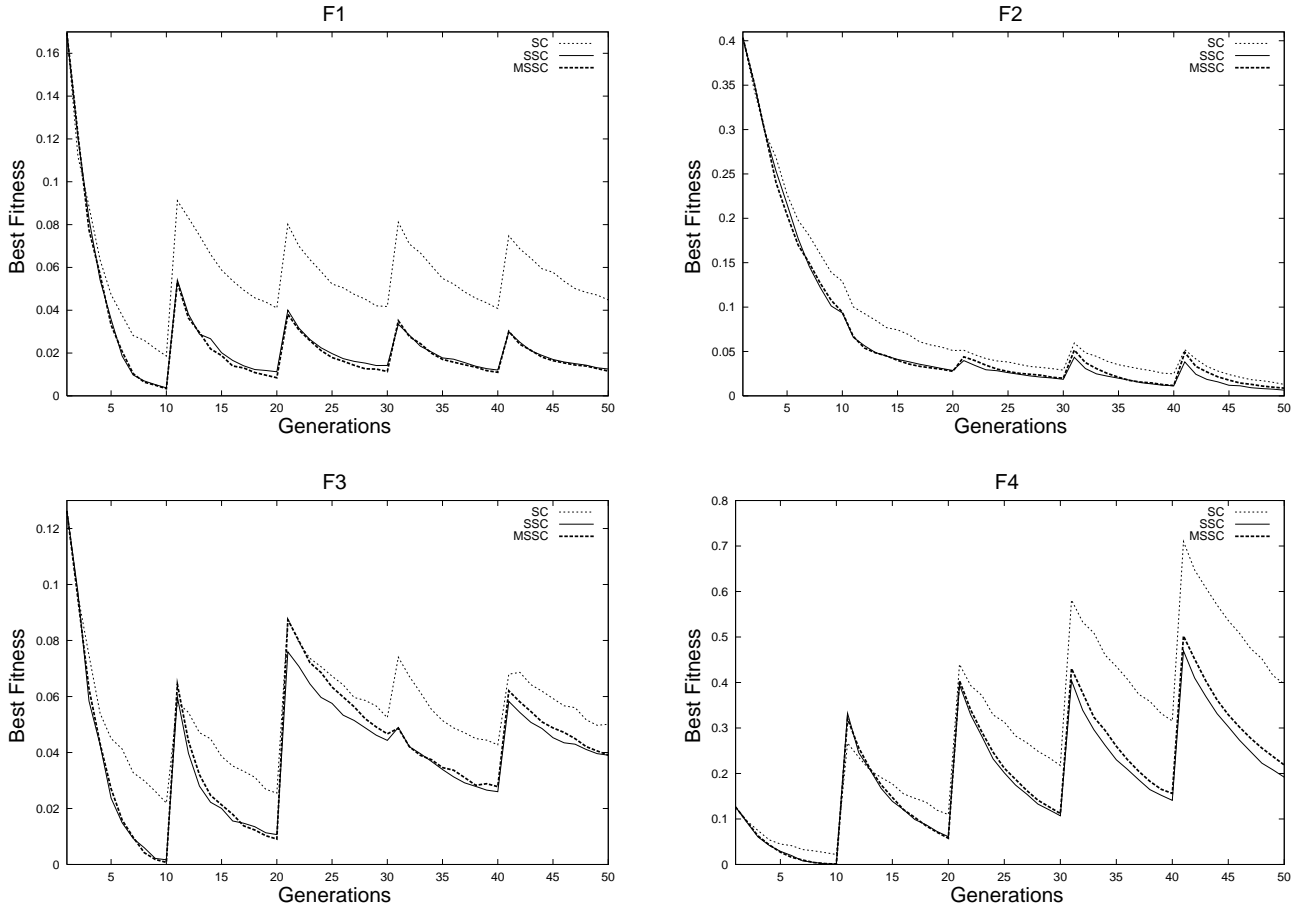 F1
Best Fitness
0.16
0.14
0.12
0.1
0.08
0.06
0.04
0.02
0
SC
SSC
MSSC
5 10 15 20 25 30 35 40 45 50
Generations
F2
Best Fitness
0.4
0.35
0.3
0.25
0.2
0.15
0.1
0.05
0
SC
SSC
MSSC
5 10 15 20 25 30 35 40 45 50
Generations
F3
Best Fitness
0.12
0.1
0.08
0.06
0.04
0.02
0
SC
SSC
MSSC
5 10 15 20 25 30 35 40 45 50
Generations
F4
Best Fitness
0.8
0.7
0.6
0.5
0.4
0.3
0.2
0.1
0
SC
SSC
MSSC
5 10 15 20 25 30 35 40 45 50
Generations